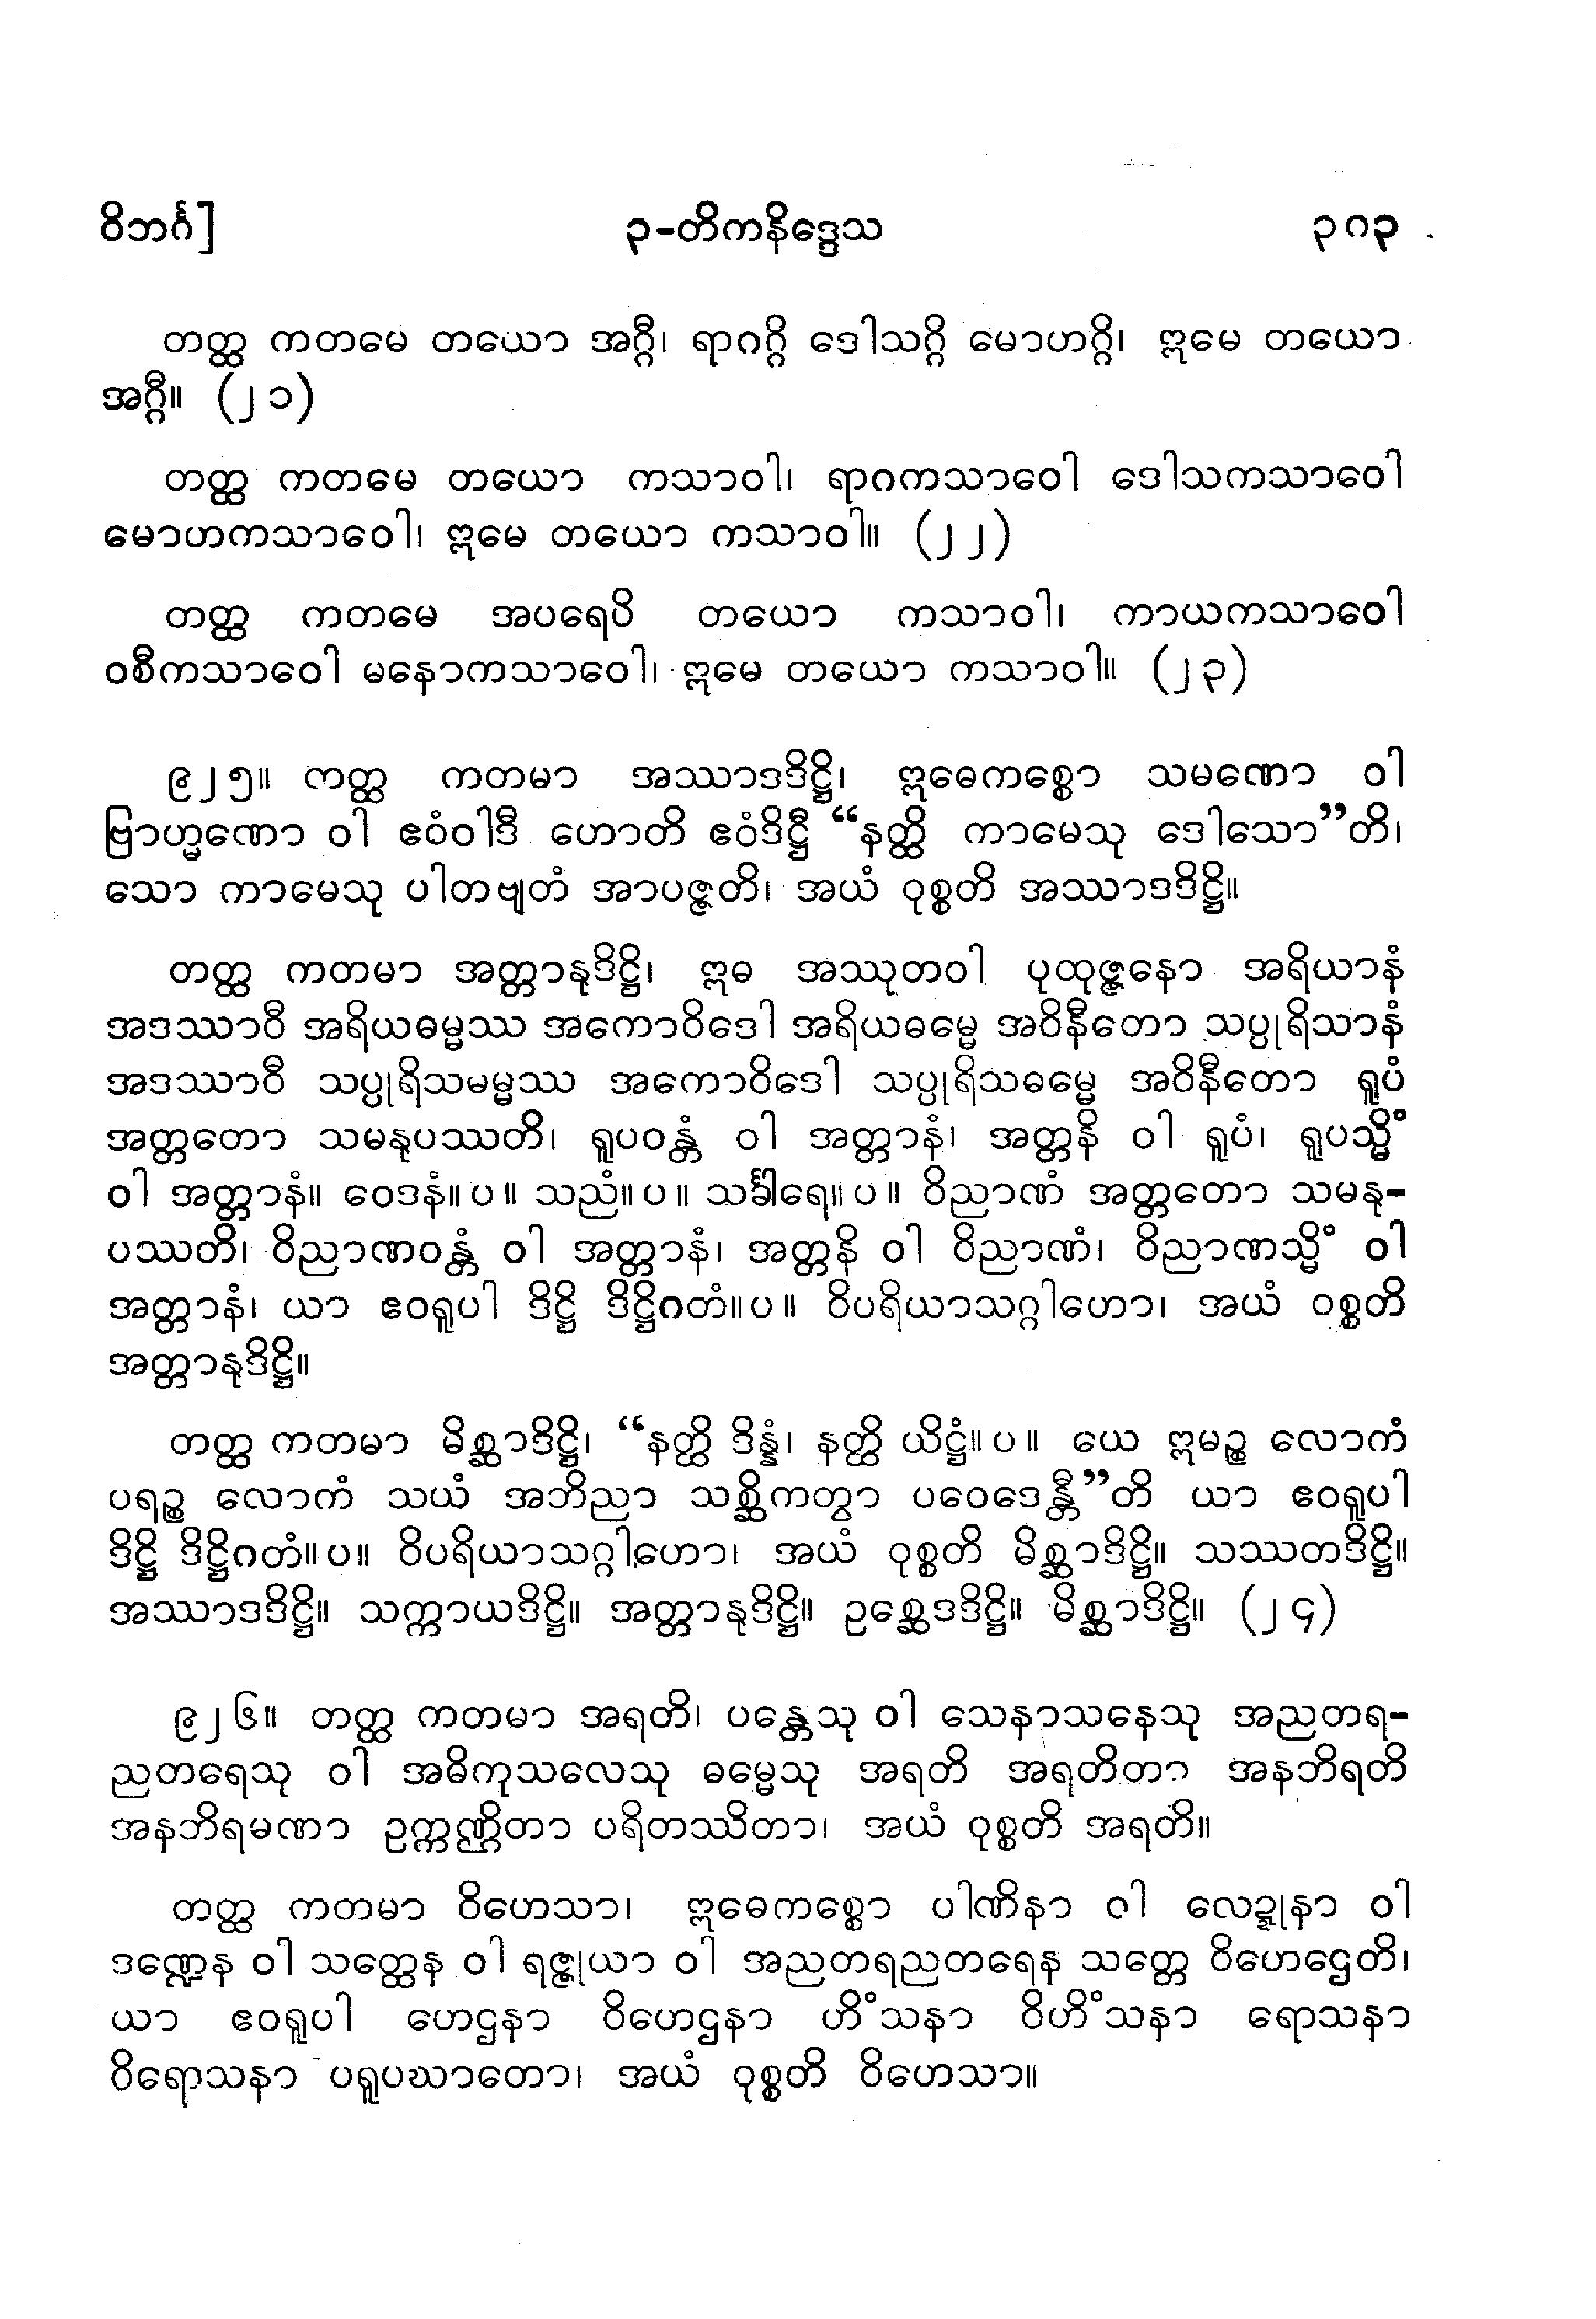 ဝိဘင်္ဂ]
၃-တိကနိဒ္ဒေသ
၃၈၃
တတ္ထ ကတမေ တယော အဂ္ဂီ၊ ရာဂဂ္ဂိ ဒေါသဂ္ဂိ မောဟဂ္ဂိ၊ ဣမေ တယော
အဂ္ဂီ။ (၂၁)
တတ္ထ ကတမေ တယော ကသာဝါ၊ ရာဂကသာဝေါ ဒေါသကသာဝေါ
မောဟကသာဝေါ၊ ဣမေ တယော ကသာဝါ။ (၂၂)
တတ္ထ ကတမေ အပရေပိ တယော ကသာဝါ၊ ကာယကသာဝေါ
ဝစီကသာဝေါ မနောကသာဝေါ၊ ဣမေ တယော ကသာဝါ။ (၂၃)
၉၂၅။ တတ္ထ ကတမာ အဿာဒဒိဋ္ဌိ၊ ဣဓေကစ္စော သမဏော ဝါ
ဗြာဟ္မဏော ဝါ ဧဝံဝါဒီ ဟောတိ ဧဝံဒိဋ္ဌီ “နတ္ထိ ကာမေသု ဒေါသော”တိ၊
သော ကာမေသု ပါတဗျတံ အာပဇ္ဇတိ၊ အယံ ဝုစ္စတိ အဿာဒဒိဋ္ဌိ။
တတ္ထ ကတမာ အတ္တာနုဒိဋ္ဌိ၊ ဣဓ အဿုတဝါ ပုထုဇ္ဇနော အရိယာနံ
အဒဿာဝီ အရိယဓမ္မဿ အကောဝိဒေါ အရိယဓမ္မေ အဝိနီတော သပ္ပုရိသာနံ
အဒဿာဝီ သပ္ပုရိသမမ္မဿ အကောဝိဒေါ သပ္ပုရိသဓမ္မေ အဝိနီတော ရူပံ
အတ္တတော သမနုပဿတိ၊ ရူပဝန္တံ ဝါ အတ္တာနံ၊ အတ္တနိ ဝါ ရူပံ၊ ရူပသ္မိံ
ဝါ အတ္တာနံ။ ဝေဒနံ။ပ။ သညံ။ပ။ သင်္ခါရေ။ပ။ ဝိညာဏံ အတ္တတော သမနု-
ပဿတိ၊ ဝိညာဏဝန္တံ ဝါ အတ္တာနံ၊ အတ္တနိ ဝါ ဝိညာဏံ၊ ဝိညာဏသ္မိံ ဝါ
အတ္တာနံ၊ ယာ ဧဝရူပါ ဒိဋ္ဌိ ဒိဋ္ဌိဂတံ။ပ။ ဝိပရိယာသဂ္ဂါဟော၊ အယံ ဝုစ္စတိ
အတ္တာနုဒိဋ္ဌိ။
တတ္ထ ကတမာ မိစ္ဆာဒိဋ္ဌိ၊ “နတ္ထိ ဒိန္နံ၊ နတ္ထိ ယိဋ္ဌံ။ပ။ ယေ ဣမဉ္စ လောကံ
ပရဉ္စ လောကံ သယံ အဘိညာ သစ္ဆိကတွာ ပဝေဒေန္တီ”တိ ယာ ဧဝရူပါ
ဒိဋ္ဌိ ဒိဋ္ဌိဂတံ။ပ။ ဝိပရိယာသဂ္ဂါဟော၊ အယံ ဝုစ္စတိ မိစ္ဆာဒိဋ္ဌိ။ သဿတဒိဋ္ဌိ။
အဿာဒဒိဋ္ဌိ။ သက္ကာယဒိဋ္ဌိ။ အတ္တာနုဒိဋ္ဌိ။ ဥစ္ဆေဒဒိဋ္ဌိ။ မိစ္ဆာဒိဋ္ဌိ။ (၂၄)
၉၂၆။ တတ္ထ ကတမာ အရတိ၊ ပန္တေသု ဝါ သေနာသနေသု အညတရ-
ညတရေသု ဝါ အဓိကုသလေသု ဓမ္မေသု အရတိ အရတိတာ အနဘိရတိ
အနဘိရမဏာ ဥက္ကဏ္ဌိတာ ပရိတဿိတာ၊ အယံ ဝုစ္စတိ အရတိ။
တတ္ထ ကတမာ ဝိဟေသာ၊ ဣဓေကစ္စော ပါဏိနာ ဝါ လေဍ္ဍုနာ ဝါ
ဒဏ္ဍေန ဝါ သတ္ထေန ဝါ ရဇ္ဇုယာ ဝါ အညတရညတရေန သတ္တေ ဝိဟေဌေတိ၊
ယာ ဧဝရူပါ ဟေဌနာ ဝိဟေဌနာ ဟိံသနာ ဝိဟိံသနာ ရောသနာ
ဝိရောသနာ ပရူပဃာတော၊ အယံ ဝုစ္စတိ ဝိဟေသာ။